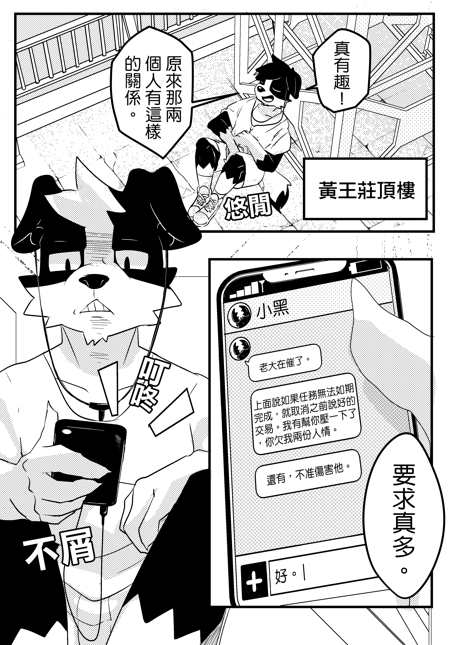 真有趣！
原來那兩
個人有這樣
的關係。
悠閒
黃王莊頂樓
叮咚
不屑
小黑
老大在催了。
上面說如果任務無法如期
完成，就取消之前說好的
交易。我有幫你壓一下了
，你欠我兩份人情。
還有，不准傷害他。
好。
要求真多。